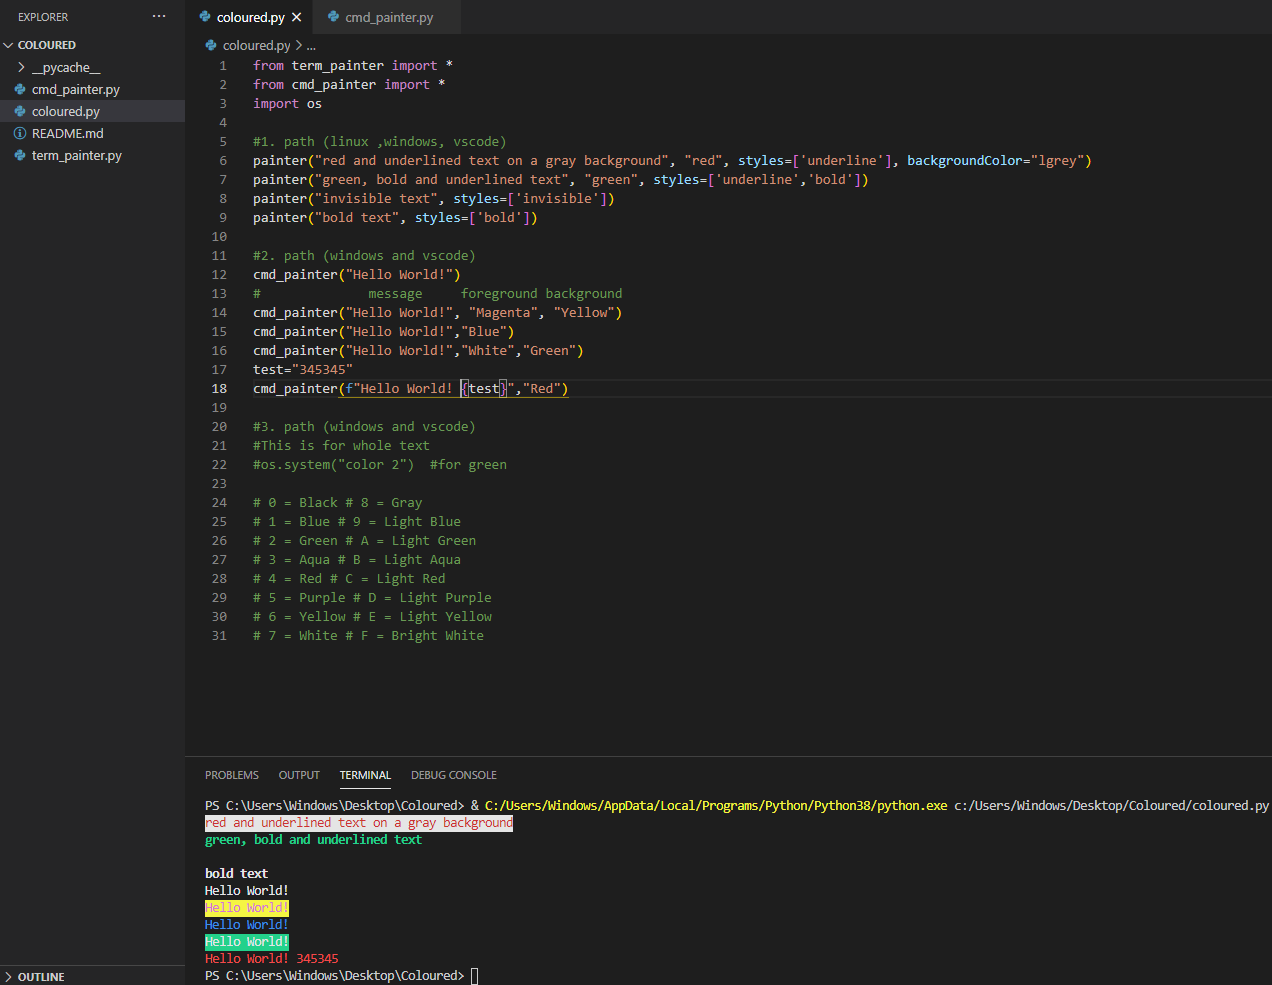 EXPLORER ...
COLOURED
__pycache__
cmd_painter.py
coloured.py
README.md
term_painter.py
OUTLINE
coloured.py cmd_painter.py
coloured.py > ...
1 from term_painter import *
2 from cmd_painter import *
3 import os
4
5 #1. path (linux ,windows, vscode)
6 painter("red and underlined text on a gray background", "red", styles=['underline'], backgroundColor="lgrey")
7 painter("green, bold and underlined text", "green", styles=['underline','bold'])
8 painter("invisible text", styles=['invisible'])
9 painter("bold text", styles=['bold'])
10
11 #2. path (windows and vscode)
12 cmd_painter("Hello World!")
13 #              message     foreground background
14 cmd_painter("Hello World!", "Magenta", "Yellow")
15 cmd_painter("Hello World!","Blue")
16 cmd_painter("Hello World!","White","Green")
17 test="345345"
18 cmd_painter(f"Hello World! {test}","Red")
19
20 #3. path (windows and vscode)
21 #This is for whole text
22 #os.system("color 2")  #for green
23
24 # 0 = Black # 8 = Gray
25 # 1 = Blue # 9 = Light Blue
26 # 2 = Green # A = Light Green
27 # 3 = Aqua # B = Light Aqua
28 # 4 = Red # C = Light Red
29 # 5 = Purple # D = Light Purple
30 # 6 = Yellow # E = Light Yellow
31 # 7 = White # F = Bright White
PROBLEMS OUTPUT TERMINAL DEBUG CONSOLE
PS C:\Users\Windows\Desktop\Coloured> & C:/Users/Windows/AppData/Local/Programs/Python/Python38/python.exe c:/Users/Windows/Desktop/Coloured/coloured.py
red and underlined text on a gray background
green, bold and underlined text
bold text
Hello World!
Hello World!
Hello World!
Hello World!
Hello World! 345345
PS C:\Users\Windows\Desktop\Coloured>